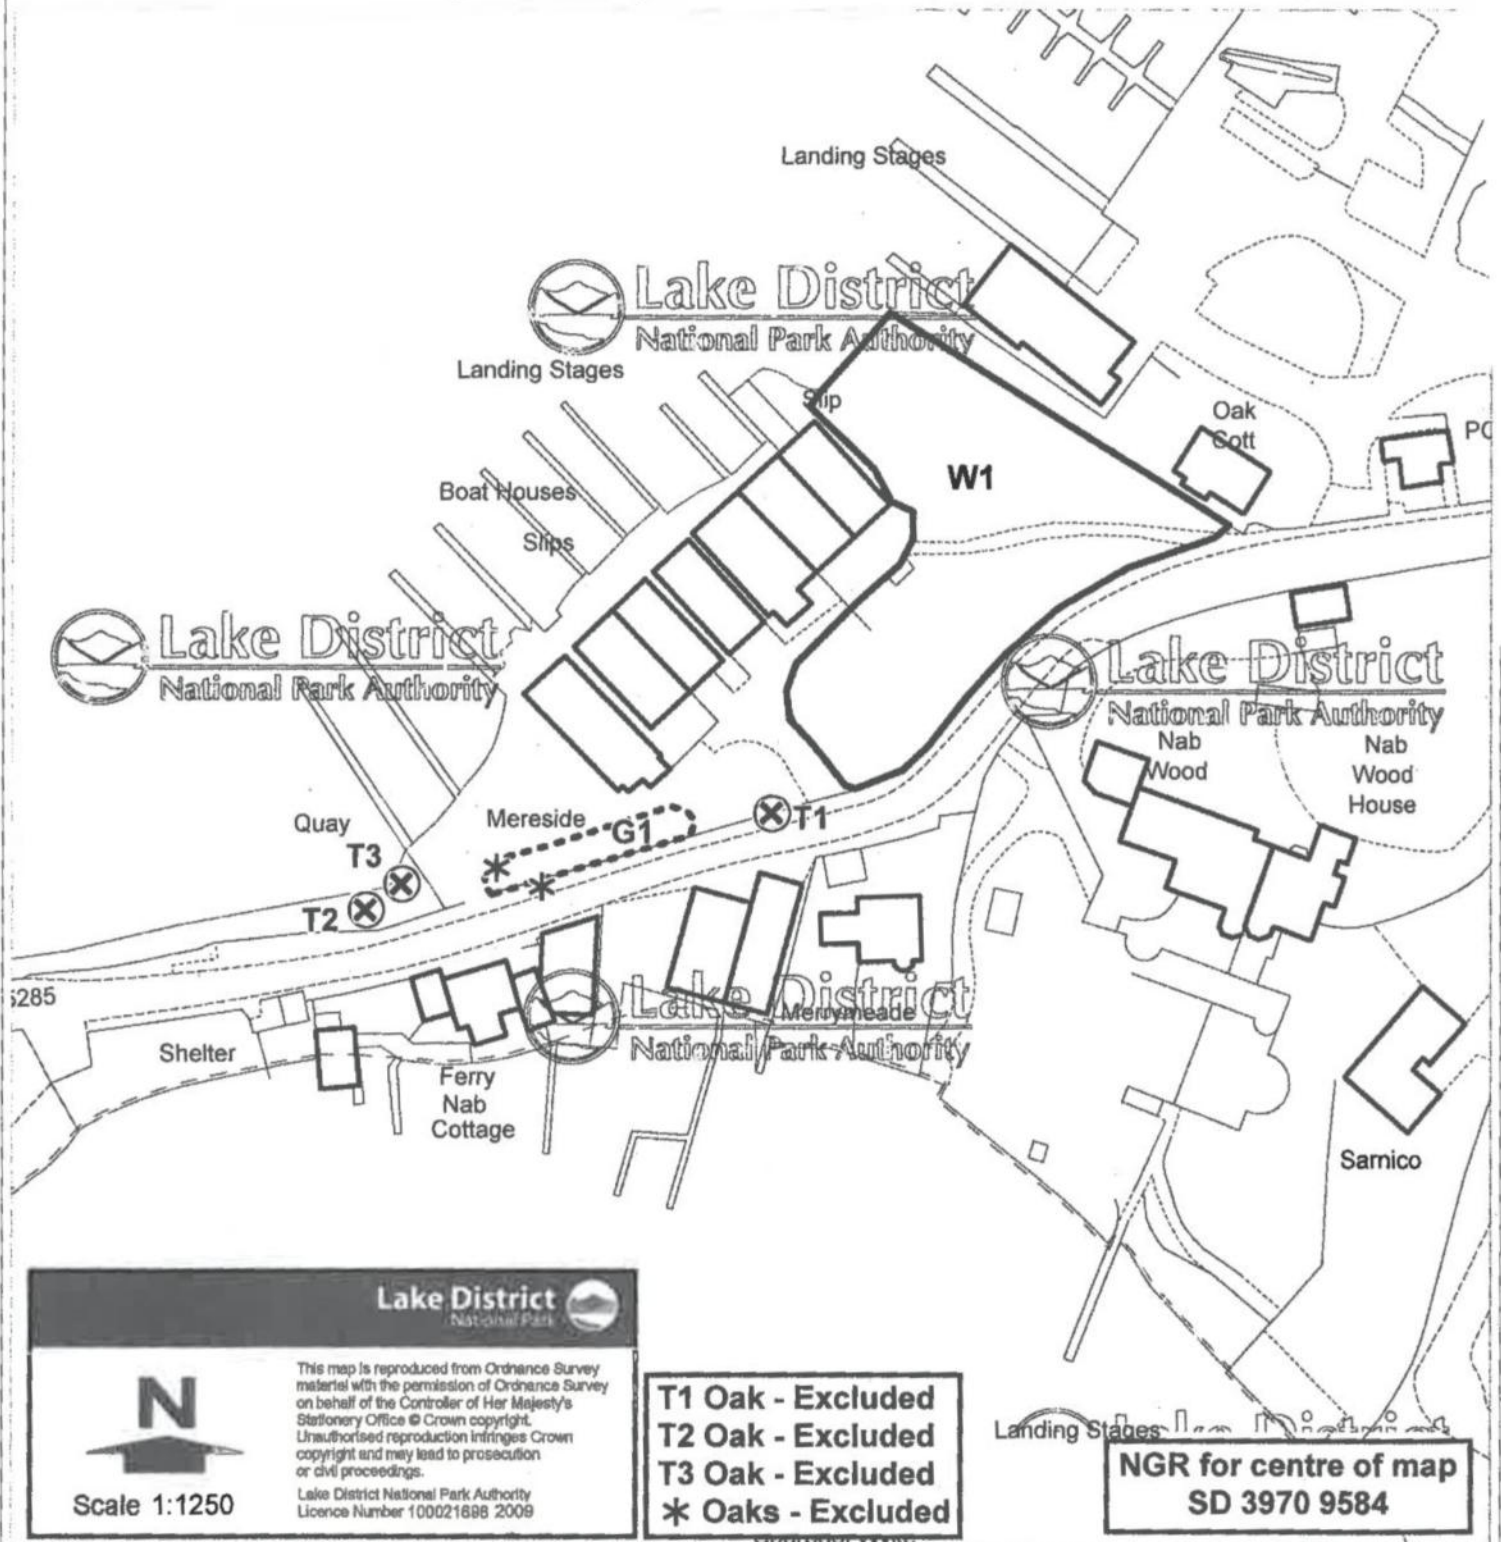 Landing Stages
Lake District
National Park Authority
Landing Stages
Slip
Oak
Cott
W1
Boat Houses
Slips
Lake District
National Park Authority
Lake District
National Park Authority
Nab
Wood
Nab
Wood
House
Quay
Mereside
G1
T1
T3
T2
Lake District
National Park Authority
Merrymeade
Shelter
Ferry
Nab
Cottage
Sarnico
Lake District
National Park
N
Scale 1:1250
This map is reproduced from Ordnance Survey
material with the permission of Ordnance Survey
on behalf of the Controller of Her Majesty's
Stationery Office © Crown copyright.
Unauthorised reproduction infringes Crown
copyright and may lead to prosecution
or civil proceedings.
Lake District National Park Authority
Licence Number 100021698 2009
T1 Oak - Excluded
T2 Oak - Excluded
T3 Oak - Excluded
* Oaks - Excluded
Landing Stages
Lake District
NGR for centre of map
SD 3970 9584